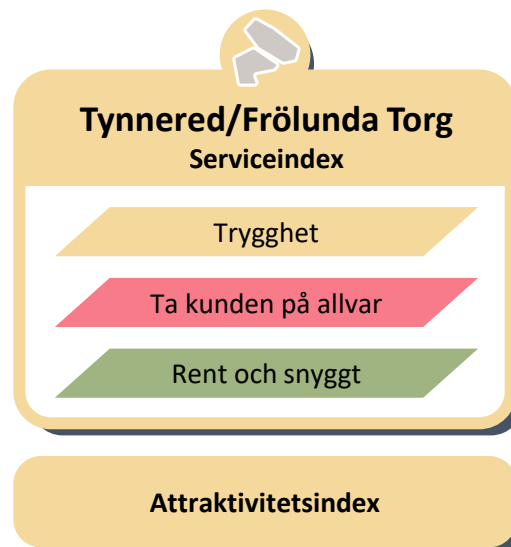 Tynnered/Frölunda Torg
Serviceindex
Trygghet
Ta kunden på allvar
Rent och snyggt
Attraktivitetsindex